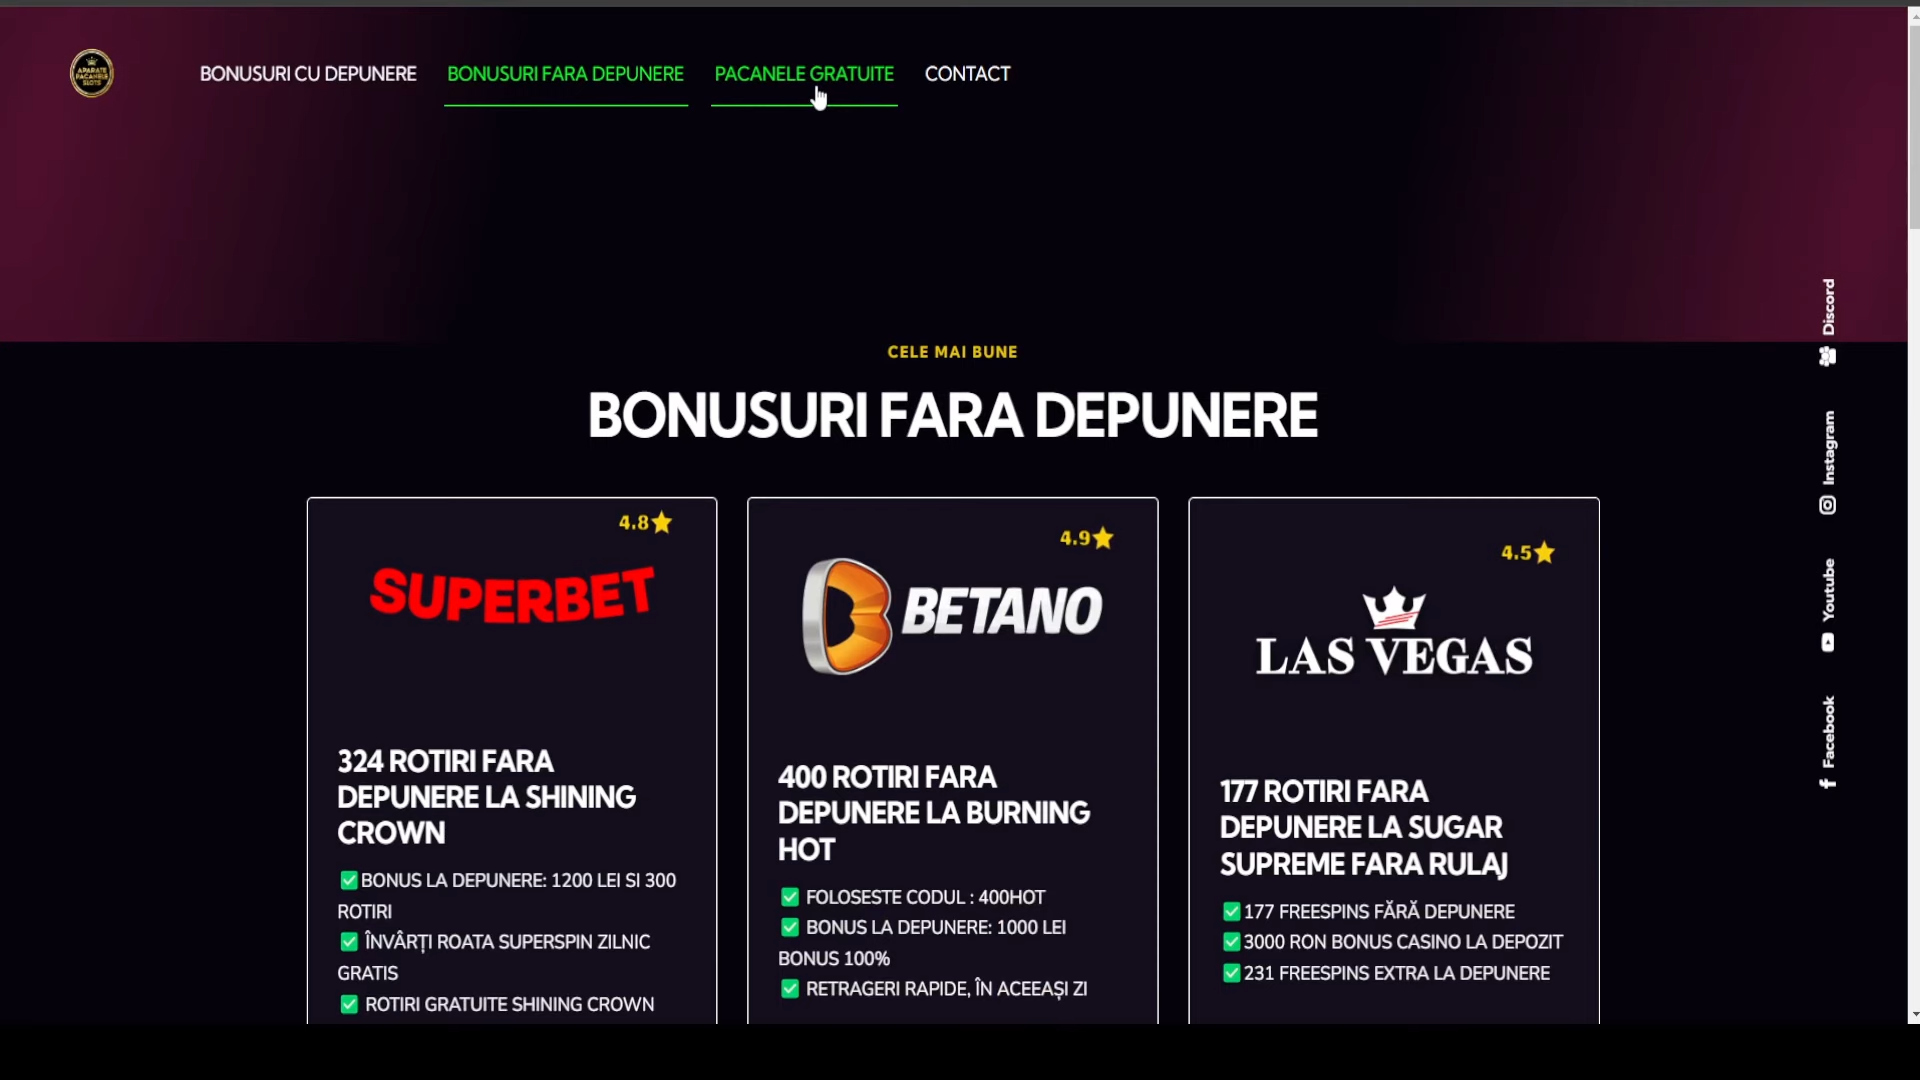 APARATE
PACANELE
SLOTS
BONUSURI CU DEPUNERE
BONUSURI FARA DEPUNERE
PACANELE GRATUITE
CONTACT
CELE MAI BUNE
BONUSURI FARA DEPUNERE
4.8
SUPERBET
324 ROTIRI FARA
DEPUNERE LA SHINING
CROWN
BONUS LA DEPUNERE: 1200 LEI SI 300
ROTIRI
ÎNVÂRȚI ROATA SUPERSPIN ZILNIC
GRATIS
ROTIRI GRATUITE SHINING CROWN
4.9
BETANO
400 ROTIRI FARA
DEPUNERE LA BURNING
HOT
FOLOSESTE CODUL : 400HOT
BONUS LA DEPUNERE: 1000 LEI
BONUS 100%
RETRAGERI RAPIDE, ÎN ACEEAȘI ZI
4.5
LAS VEGAS
177 ROTIRI FARA
DEPUNERE LA SUGAR
SUPREME FARA RULAJ
177 FREESPINS FĂRĂ DEPUNERE
3000 RON BONUS CASINO LA DEPOZIT
231 FREESPINS EXTRA LA DEPUNERE
Discord
Instagram
Youtube
Facebook